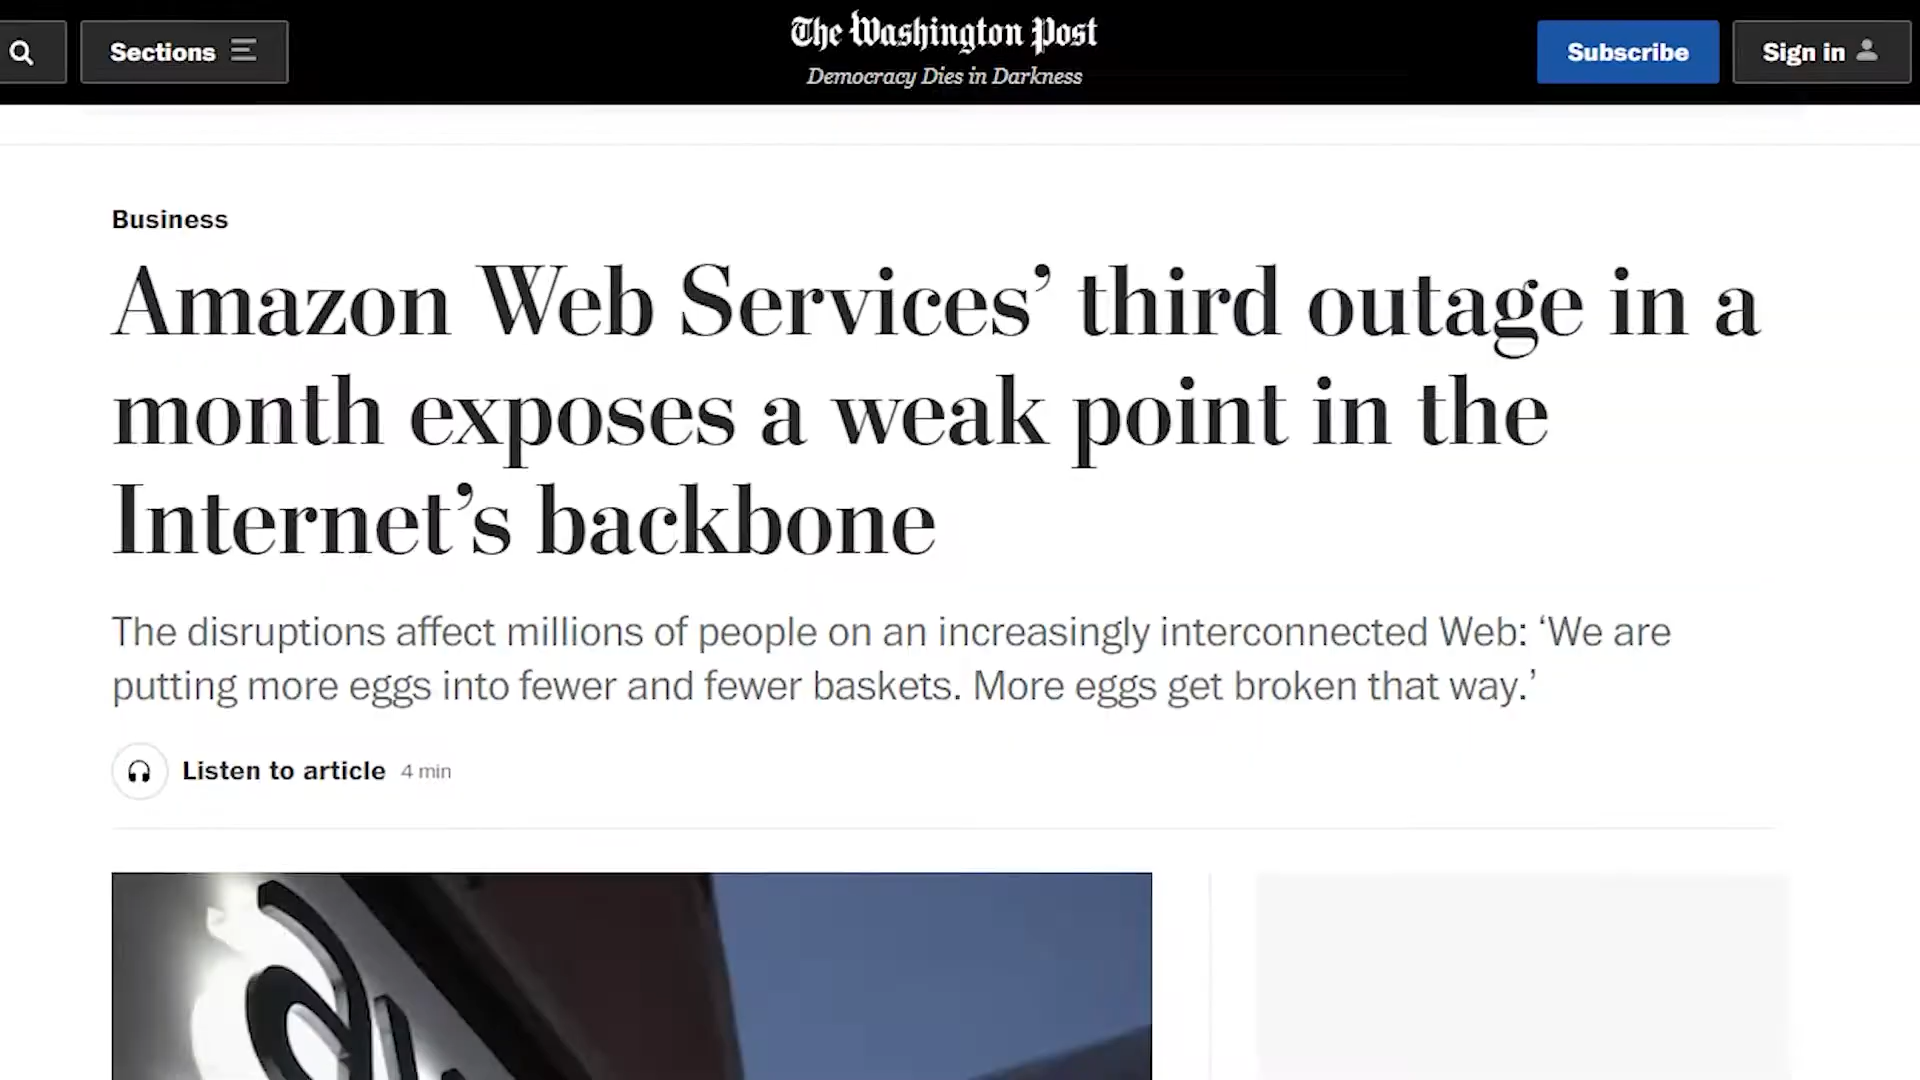 Sections
The Washington Post
Democracy Dies in Darkness
Subscribe
Sign in
Business
Amazon Web Services’ third outage in a
month exposes a weak point in the
Internet’s backbone
The disruptions affect millions of people on an increasingly interconnected Web: ‘We are
putting more eggs into fewer and fewer baskets. More eggs get broken that way.’
Listen to article 4 min